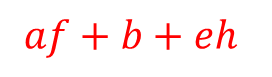 af + b + eh